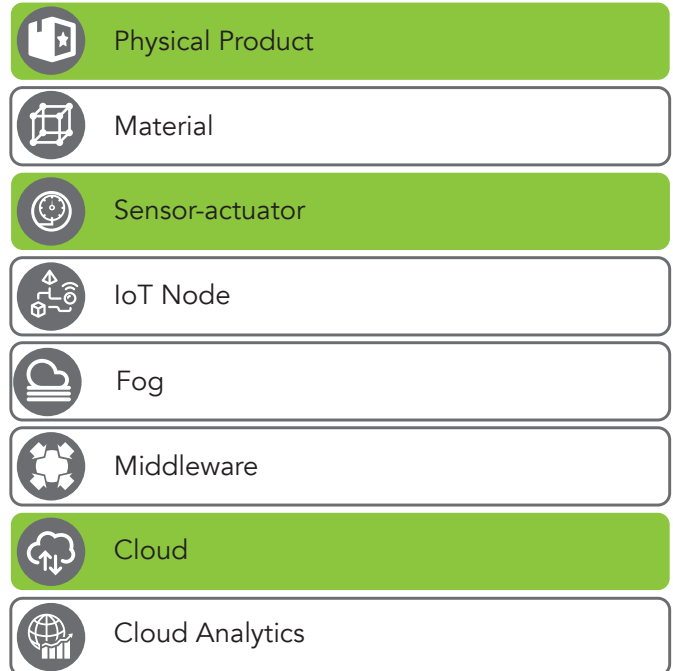 Physical Product
Material
Sensor-actuator
IoT Node
Fog
Middleware
Cloud
Cloud Analytics